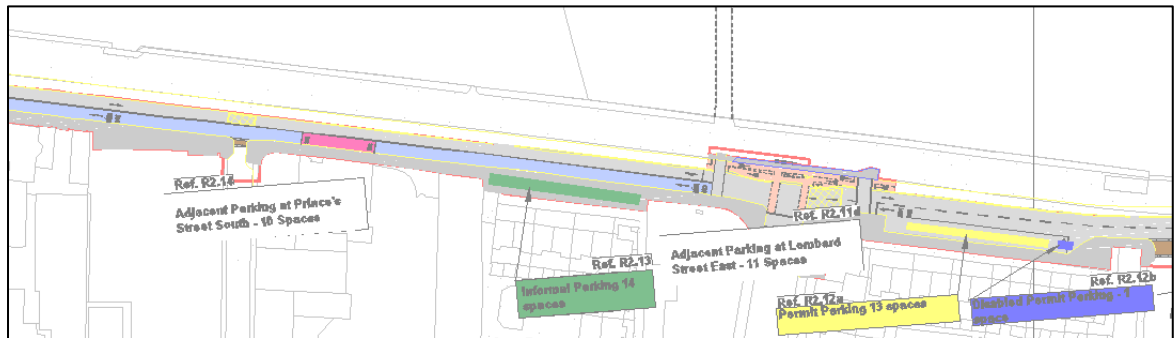 Ref. R2.14
Adjacent Parking at Prince's
Street South - 10 Spaces
Ref. R2.13
Informal Parking 14
spaces
Ref. R2.11d
Adjacent Parking at Lombard
Street East - 11 Spaces
Ref. R2.12a
Permit Parking 13 spaces
Ref. R2.12b
Disabled Permit Parking - 1
space